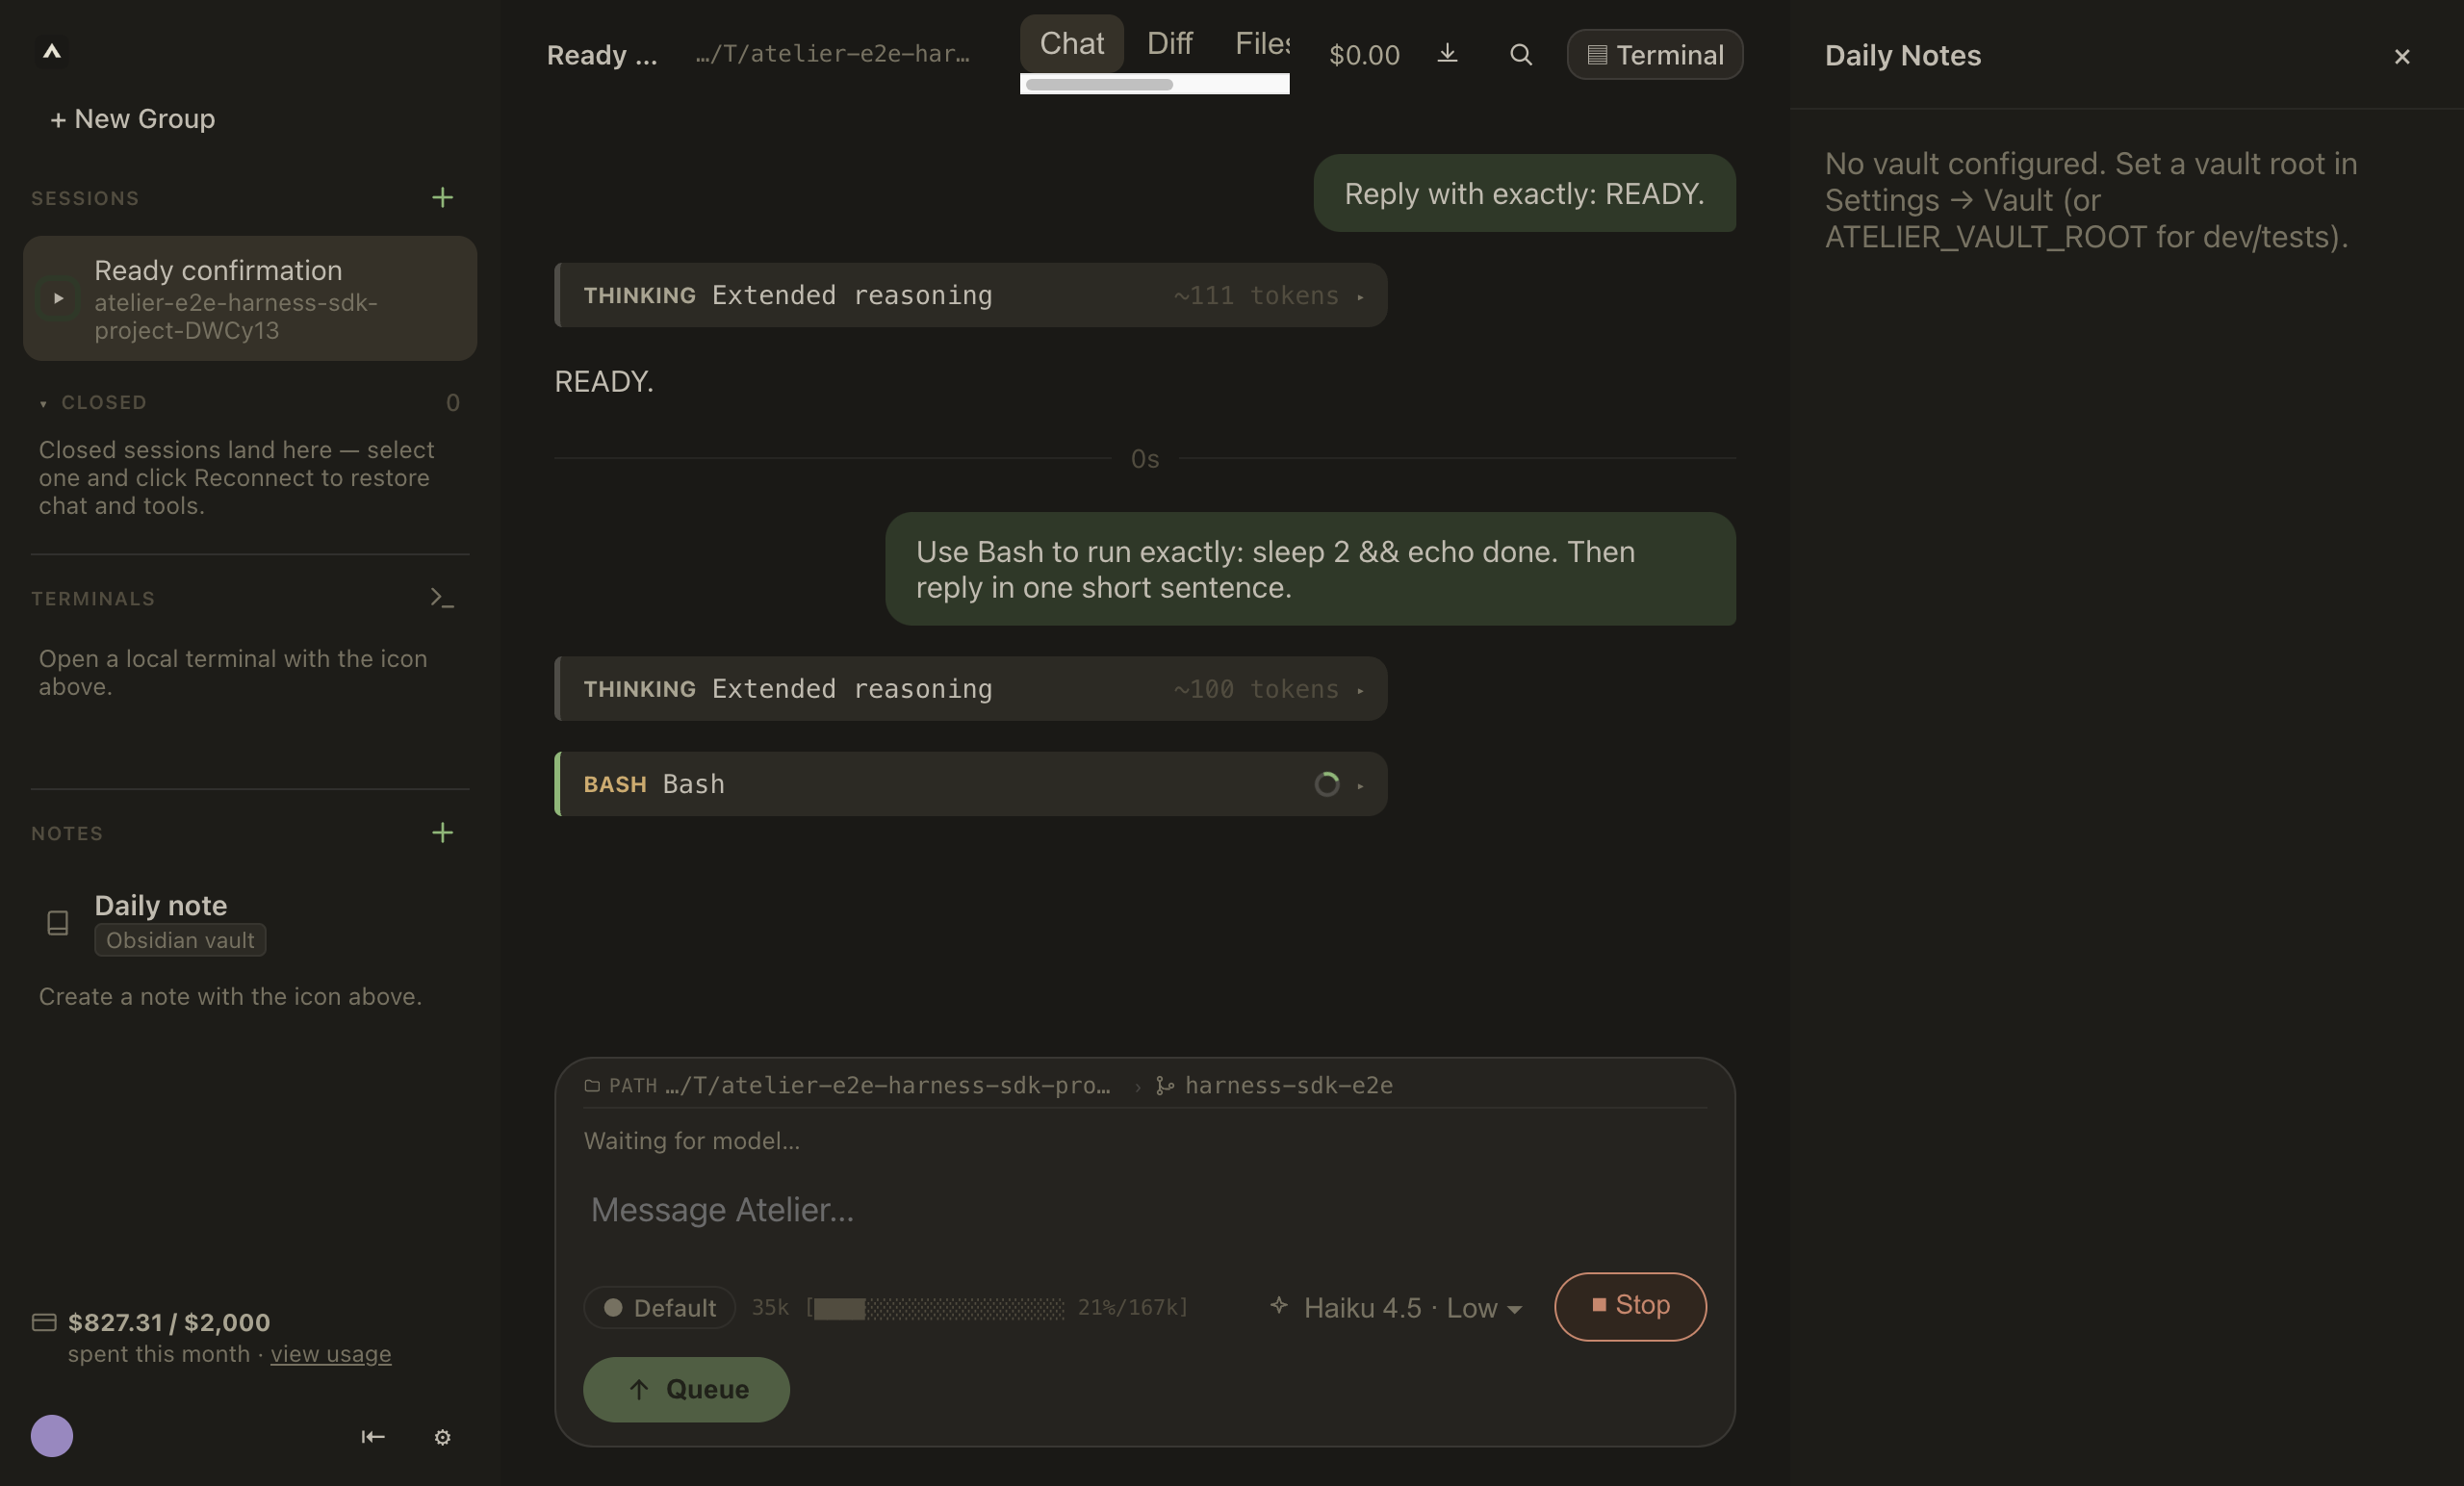 + New Group
SESSIONS
Ready confirmation
atelier-e2e-harness-sdk-
project-DWCy13
CLOSED 0
Closed sessions land here — select
one and click Reconnect to restore
chat and tools.
TERMINALS
Open a local terminal with the icon
above.
NOTES
Daily note
Obsidian vault
Create a note with the icon above.
$827.31 / $2,000
spent this month · view usage
Ready ... …/T/atelier-e2e-har… Chat Diff Files $0.00 Terminal
Reply with exactly: READY.
THINKING Extended reasoning ~111 tokens
READY.
0s
Use Bash to run exactly: sleep 2 && echo done. Then
reply in one short sentence.
THINKING Extended reasoning ~100 tokens
BASH Bash
PATH …/T/atelier-e2e-harness-sdk-pro… › harness-sdk-e2e
Waiting for model...
Message Atelier...
Default 35k [ 21%/167k] Haiku 4.5 · Low Stop
Queue
Daily Notes
No vault configured. Set a vault root in
Settings → Vault (or
ATELIER_VAULT_ROOT for dev/tests).